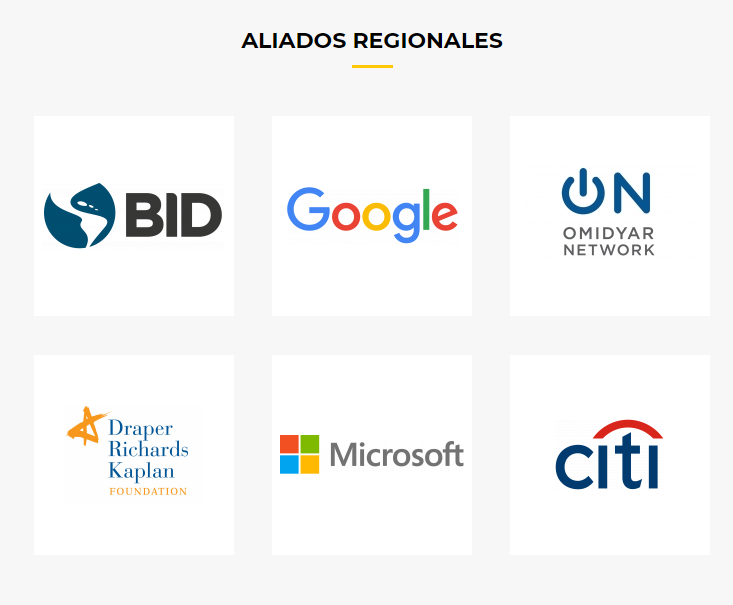 ALIADOS REGIONALES
BID
Google
ON
OMIDYAR
NETWORK
Draper
Richards
Kaplan
FOUNDATION
Microsoft
citi